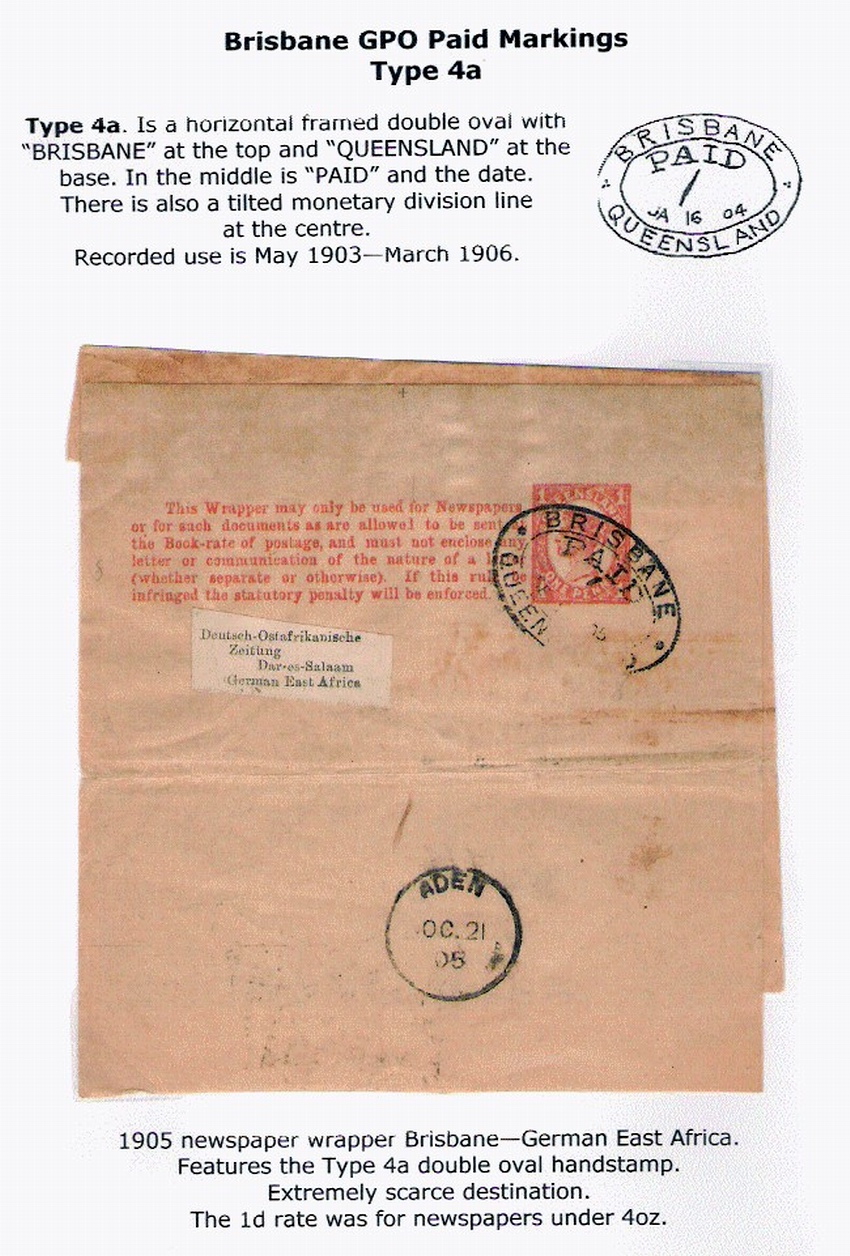 Brisbane GPO Paid Markings
Type 4a
Type 4a. Is a horizontal framed double oval with
“BRISBANE” at the top and “QUEENSLAND” at the
base. In the middle is “PAID” and the date.
There is also a tilted monetary division line
at the centre.
Recorded use is May 1903—March 1906.
BRISBANE
PAID
/
JA 16 04
QUEENSLAND
This Wrapper may only be used for Newspapers
or for such documents as are allowed to be sent
the Book-rate of postage, and must not enclose any
letter or communication of the nature of a
(whether separate or otherwise). If this
infringed the statutory penalty will be enforced.
BRISBANE
PAID
QUEEN
ONE PENNY
Deutsch-Ostafrikanische
Zeitung
Dar-es-Salaam
German East Africa
ADEN
OC. 21
05
1905 newspaper wrapper Brisbane—German East Africa.
Features the Type 4a double oval handstamp.
Extremely scarce destination.
The 1d rate was for newspapers under 4oz.